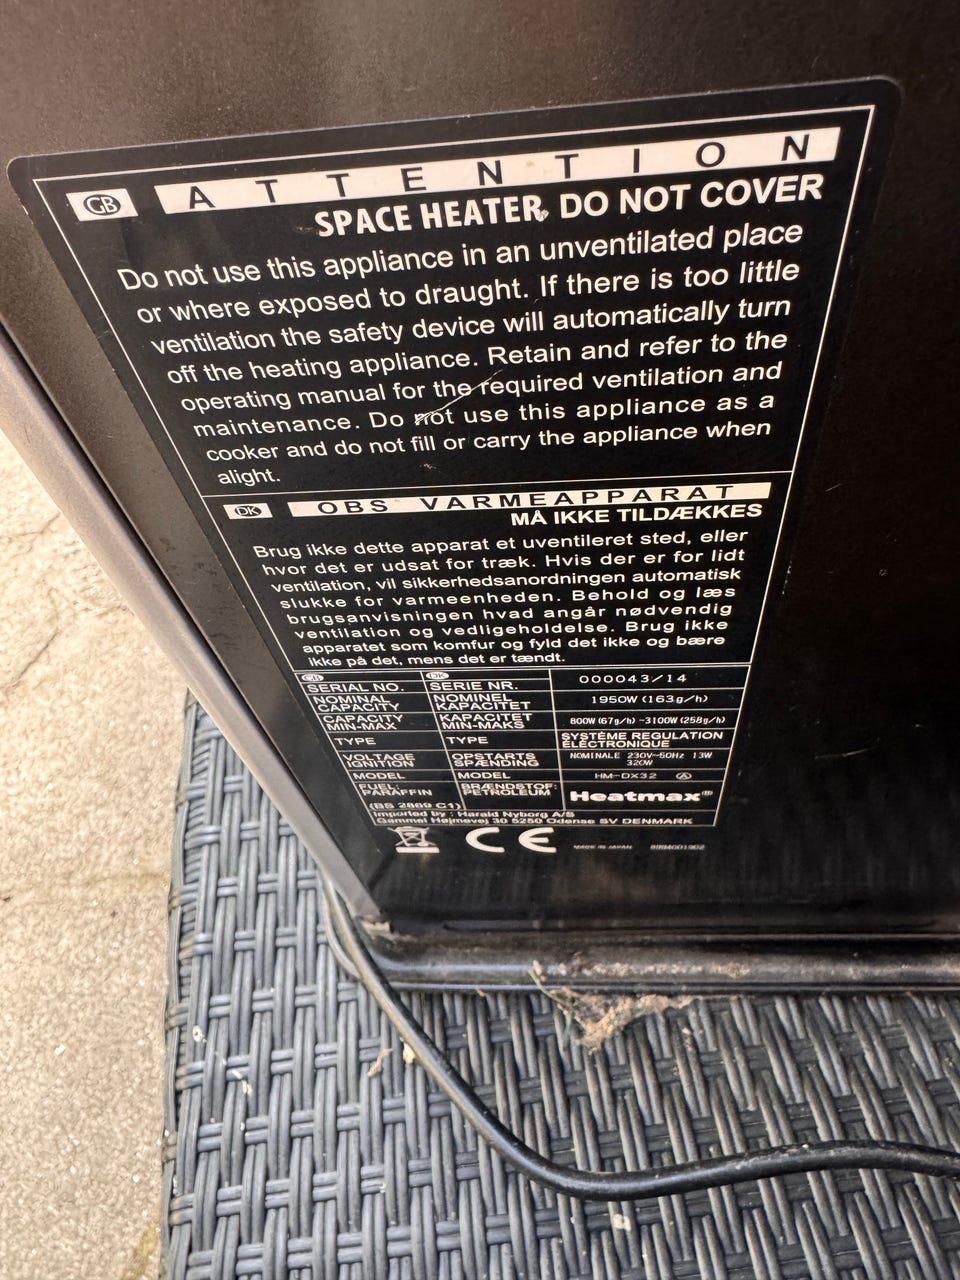 GB ATTENTION
SPACE HEATER, DO NOT COVER
Do not use this appliance in an unventilated place
or where exposed to draught. If there is too little
ventilation the safety device will automatically turn
off the heating appliance. Retain and refer to the
operating manual for the required ventilation and
maintenance. Do not use this appliance as a
cooker and do not fill or carry the appliance when
alight.
DK OBS VARMEAPPARAT
MÅ IKKE TILDÆKKES
Brug ikke dette apparat et uventileret sted, eller
hvor det er udsat for træk. Hvis der er for lidt
ventilation, vil sikkerhedsanordningen automatisk
slukke for varmeenheden. Behold og læs
brugsanvisningen hvad angår nødvendig
ventilation og vedligeholdelse. Brug ikke
apparatet som komfur og fyld det ikke og bære
ikke på det, mens det er tændt.
GB DK
SERIAL NO. SERIE NR. 000043/14
NOMINAL CAPACITY NOMINEL KAPACITET 1950W (163g/h)
CAPACITY MIN-MAX KAPACITET MIN-MAKS 800W (67g/h) -3100W (258g/h)
TYPE TYPE SYSTÈME REGULATION ÉLECTRONIQUE
VOLTAGE IGNITION OPSTARTS SPÆNDING NOMINALE 230V~50Hz 13W 320W
MODEL MODEL HM-DX32 A
FUEL: PARAFFIN BRÆNDSTOF: PETROLEUM Heatmax®
(BS 2869 C1)
Imported by : Harald Nyborg A/S
Gammel Højmevej 30 5250 Odense SV DENMARK
CE MADE IN JAPAN